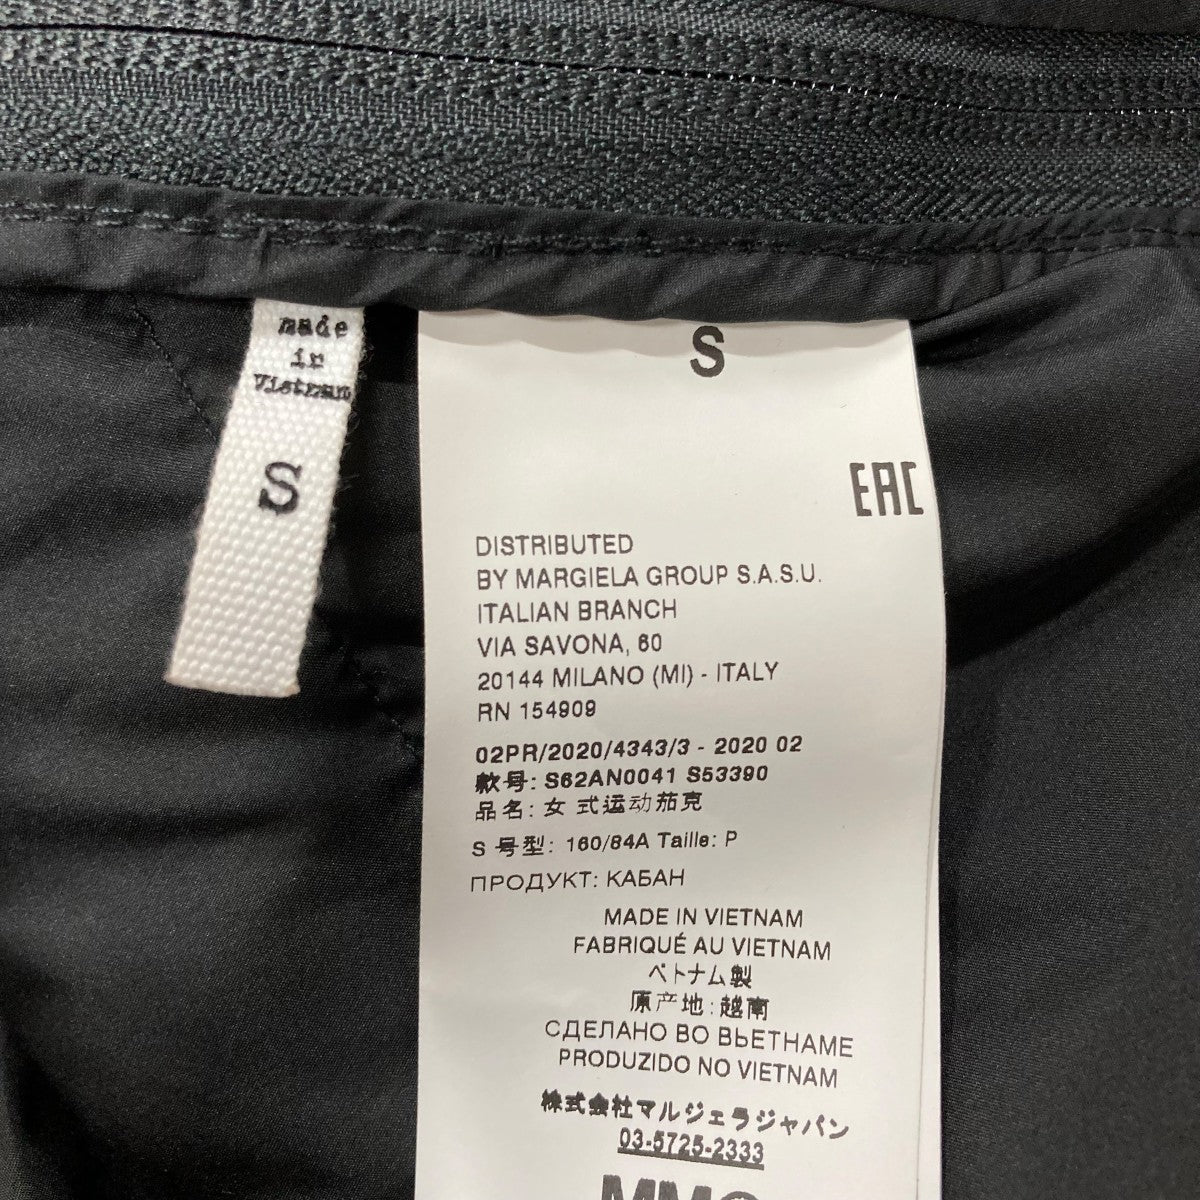 made
in
Vietnam
S
S
EAC
DISTRIBUTED
BY MARGIELA GROUP S.A.S.U.
ITALIAN BRANCH
VIA SAVONA, 60
20144 MILANO (MI) - ITALY
RN 154909
02PR/2020/4343/3 - 2020 02
款号: S62AN0041 S53390
品名: 女 式运动茄克
S 号型: 160/84A Taille: P
ПРОДУКТ: КАБАН
MADE IN VIETNAM
FABRIQUÉ AU VIETNAM
ベトナム製
原产地:越南
СДЕЛАНО ВО ВЬЕТНАМЕ
PRODUZIDO NO VIETNAM
株式会社マルジェラジャパン
03-5725-2333